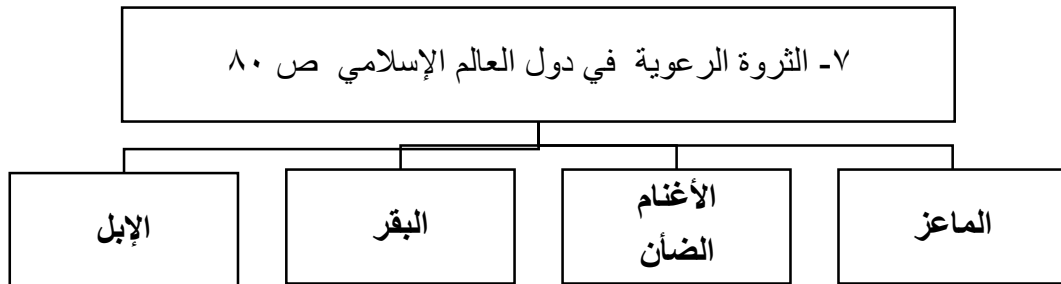 ٧- الثروة الرعوية في دول العالم الإسلامي ص ٨٠
الماعز
الأغنام
الضأن
البقر
الإبل